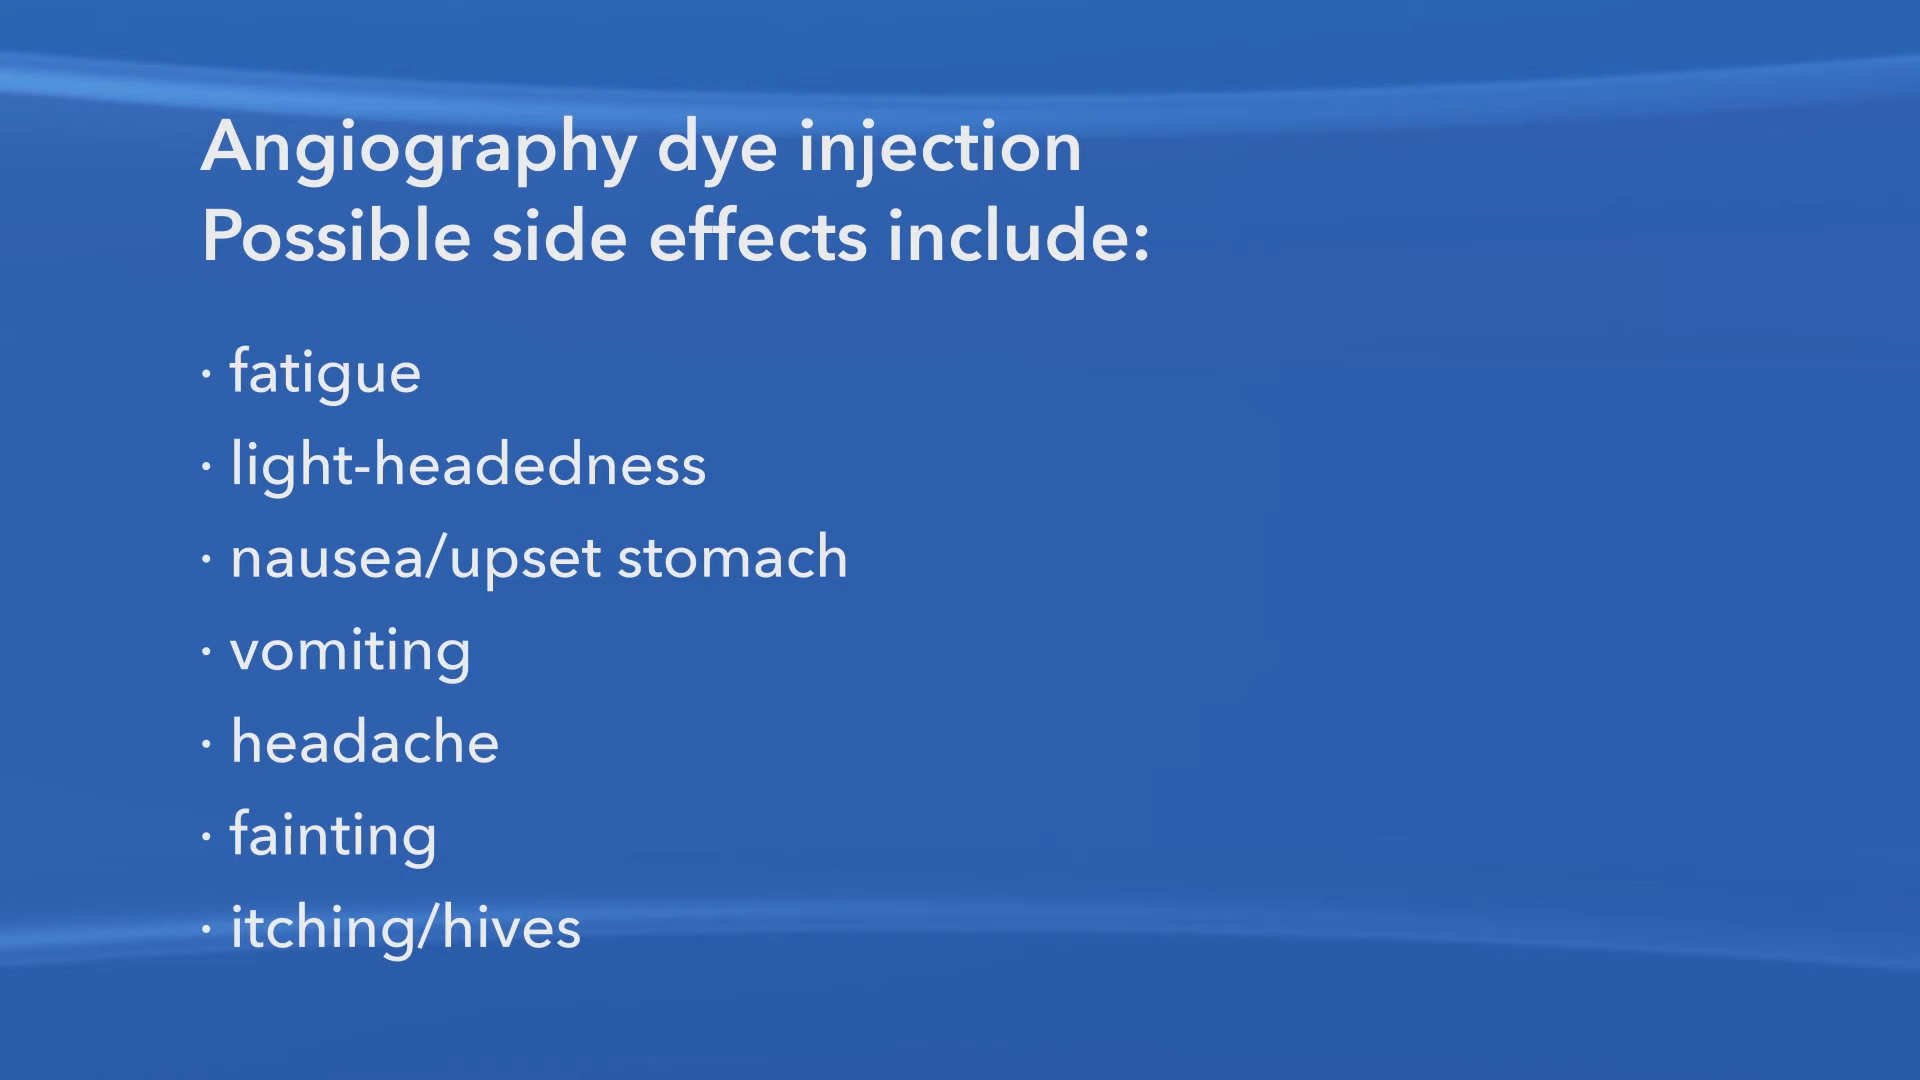 Angiography dye injection
Possible side effects include:
· fatigue
· light-headedness
· nausea/upset stomach
· vomiting
· headache
· fainting
· itching/hives